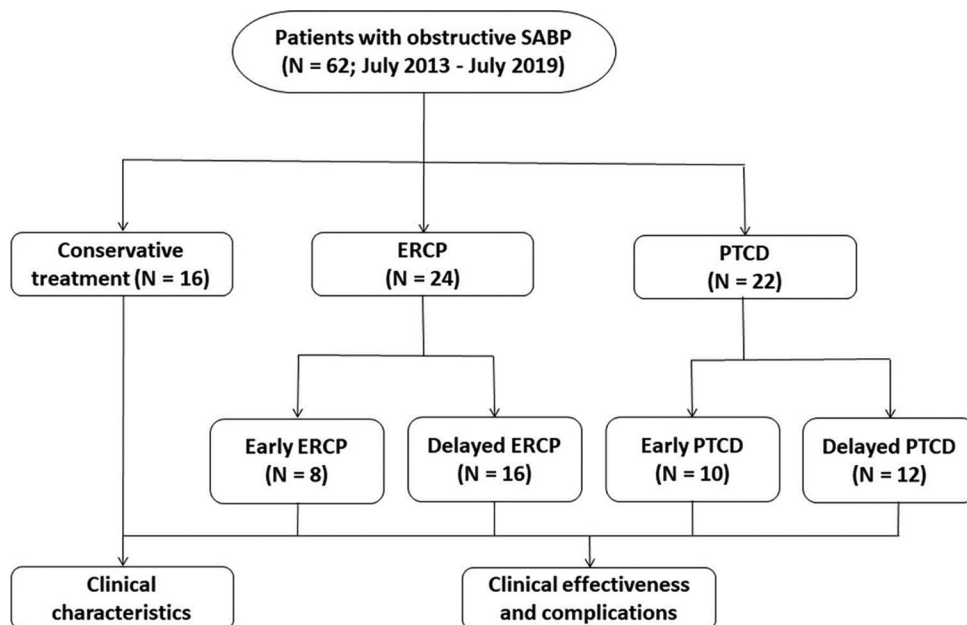 Patients with obstructive SABP
(N = 62; July 2013 - July 2019)
Conservative
treatment (N = 16)
ERCP
(N = 24)
PTCD
(N = 22)
Early ERCP
(N = 8)
Delayed ERCP
(N = 16)
Early PTCD
(N = 10)
Delayed PTCD
(N = 12)
Clinical
characteristics
Clinical effectiveness
and complications